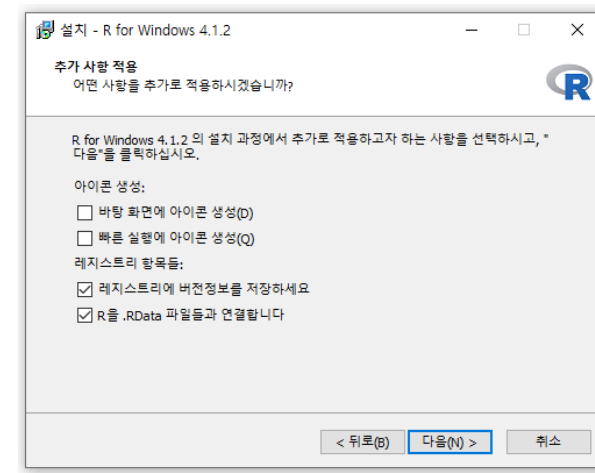 설치 - R for Windows 4.1.2
추가 사항 적용
어떤 사항을 추가로 적용하시겠습니까?
R
R for Windows 4.1.2 의 설치 과정에서 추가로 적용하고자 하는 사항을 선택하시고, "
다음"을 클릭하십시오.
아이콘 생성:
바탕 화면에 아이콘 생성(D)
빠른 실행에 아이콘 생성(Q)
레지스트리 항목들:
레지스트리에 버전정보를 저장하세요
R을 .RData 파일들과 연결합니다
< 뒤로(B) 다음(N) > 취소